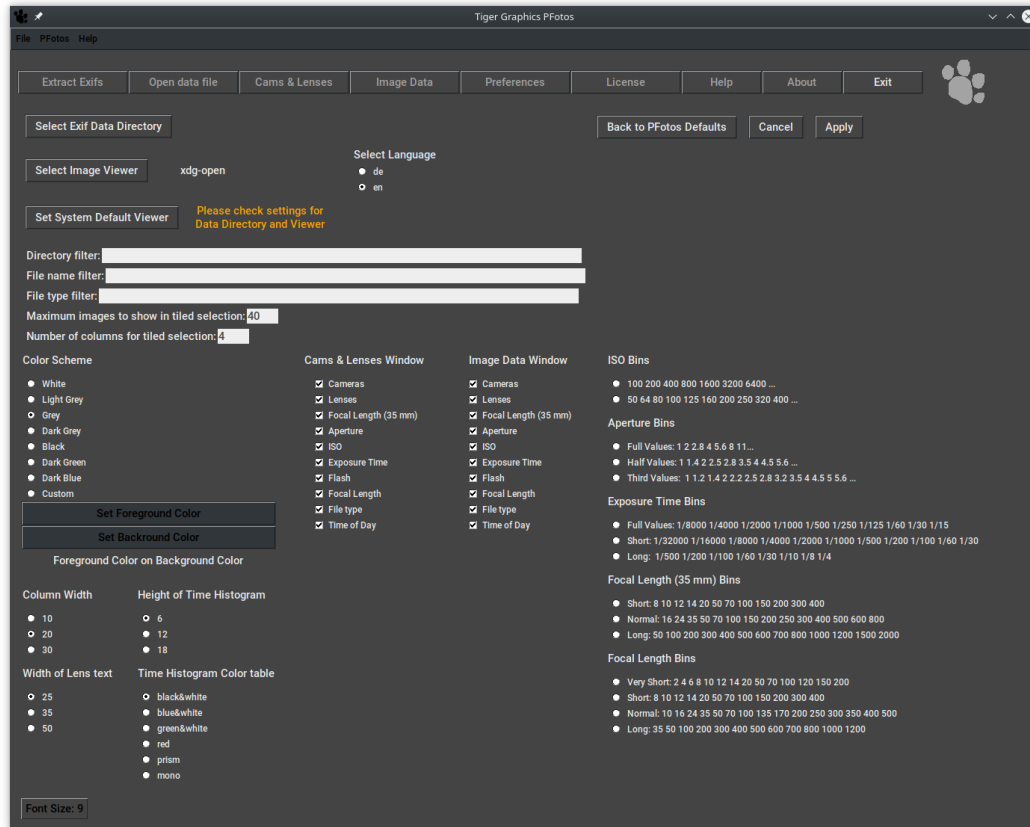 Tiger Graphics PFotos
File PFotos Help
Extract Exifs Open data file Cams & Lenses Image Data Preferences License Help About Exit
Select Exif Data Directory
Back to PFotos Defaults Cancel Apply
Select Image Viewer xdg-open
Select Language
de
en
Set System Default Viewer
Please check settings for
Data Directory and Viewer
Directory filter:
File name filter:
File type filter:
Maximum images to show in tiled selection: 40
Number of columns for tiled selection: 4
Color Scheme
White
Light Grey
Grey
Dark Grey
Black
Dark Green
Dark Blue
Custom
Set Foreground Color
Set Backround Color
Foreground Color on Background Color
Cams & Lenses Window
Cameras
Lenses
Focal Length (35 mm)
Aperture
ISO
Exposure Time
Flash
Focal Length
File type
Time of Day
Image Data Window
Cameras
Lenses
Focal Length (35 mm)
Aperture
ISO
Exposure Time
Flash
Focal Length
File type
Time of Day
ISO Bins
100 200 400 800 1600 3200 6400 ...
50 64 80 100 125 160 200 250 320 400 ...
Aperture Bins
Full Values: 1 2 2.8 4 5.6 8 11...
Half Values: 1 1.4 2 2.5 2.8 3.5 4 4.5 5.6 ...
Third Values: 1 1.2 1.4 2 2.2 2.5 2.8 3.2 3.5 4 4.5 5 5.6 ...
Exposure Time Bins
Full Values: 1/8000 1/4000 1/2000 1/1000 1/500 1/250 1/125 1/60 1/30 1/15
Short: 1/32000 1/16000 1/8000 1/4000 1/2000 1/1000 1/500 1/200 1/100 1/60 1/30
Long: 1/500 1/200 1/100 1/60 1/30 1/10 1/8 1/4
Focal Length (35 mm) Bins
Short: 8 10 12 14 20 50 70 100 150 200 300 400
Normal: 16 24 35 50 70 100 150 200 250 300 400 500 600 800
Long: 50 100 200 300 400 500 600 700 800 1000 1200 1500 2000
Focal Length Bins
Very Short: 2 4 6 8 10 12 14 20 50 70 100 120 150 200
Short: 8 10 12 14 20 50 70 100 150 200 300 400
Normal: 10 16 24 35 50 70 100 135 170 200 250 300 350 400 500
Long: 35 50 100 200 300 400 500 600 700 800 1000 1200
Column Width
10
20
30
Height of Time Histogram
6
12
18
Width of Lens text
25
35
50
Time Histogram Color table
black&white
blue&white
green&white
red
prism
mono
Font Size: 9